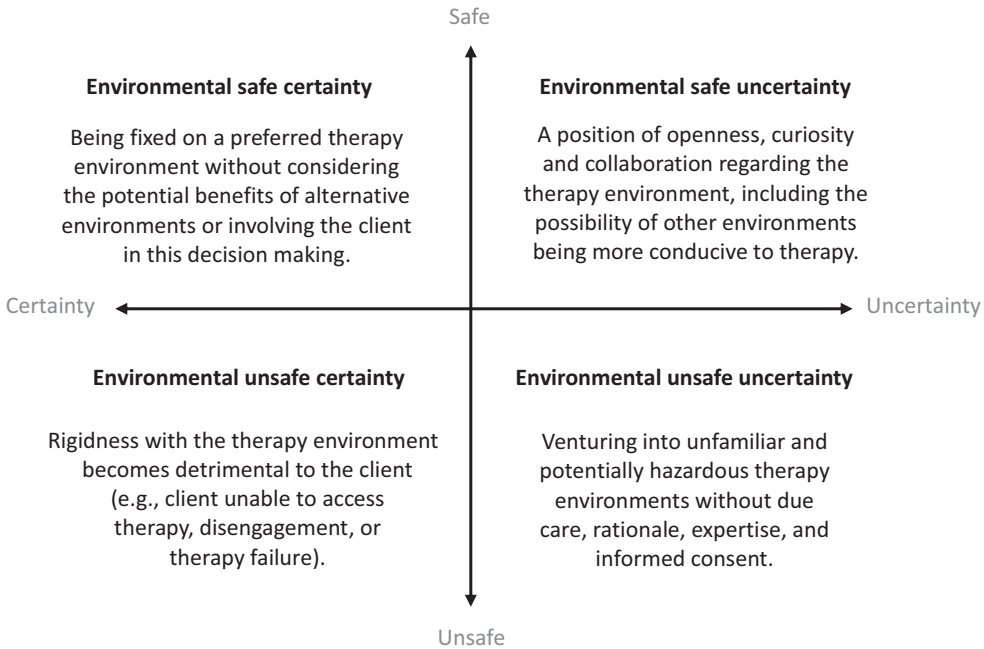 Safe
Environmental safe certainty
Being fixed on a preferred therapy
environment without considering
the potential benefits of alternative
environments or involving the client
in this decision making.
Environmental safe uncertainty
A position of openness, curiosity
and collaboration regarding the
therapy environment, including the
possibility of other environments
being more conducive to therapy.
Certainty
Uncertainty
Environmental unsafe certainty
Rigidness with the therapy environment
becomes detrimental to the client
(e.g., client unable to access
therapy, disengagement, or
therapy failure).
Environmental unsafe uncertainty
Venturing into unfamiliar and
potentially hazardous therapy
environments without due
care, rationale, expertise, and
informed consent.
Unsafe